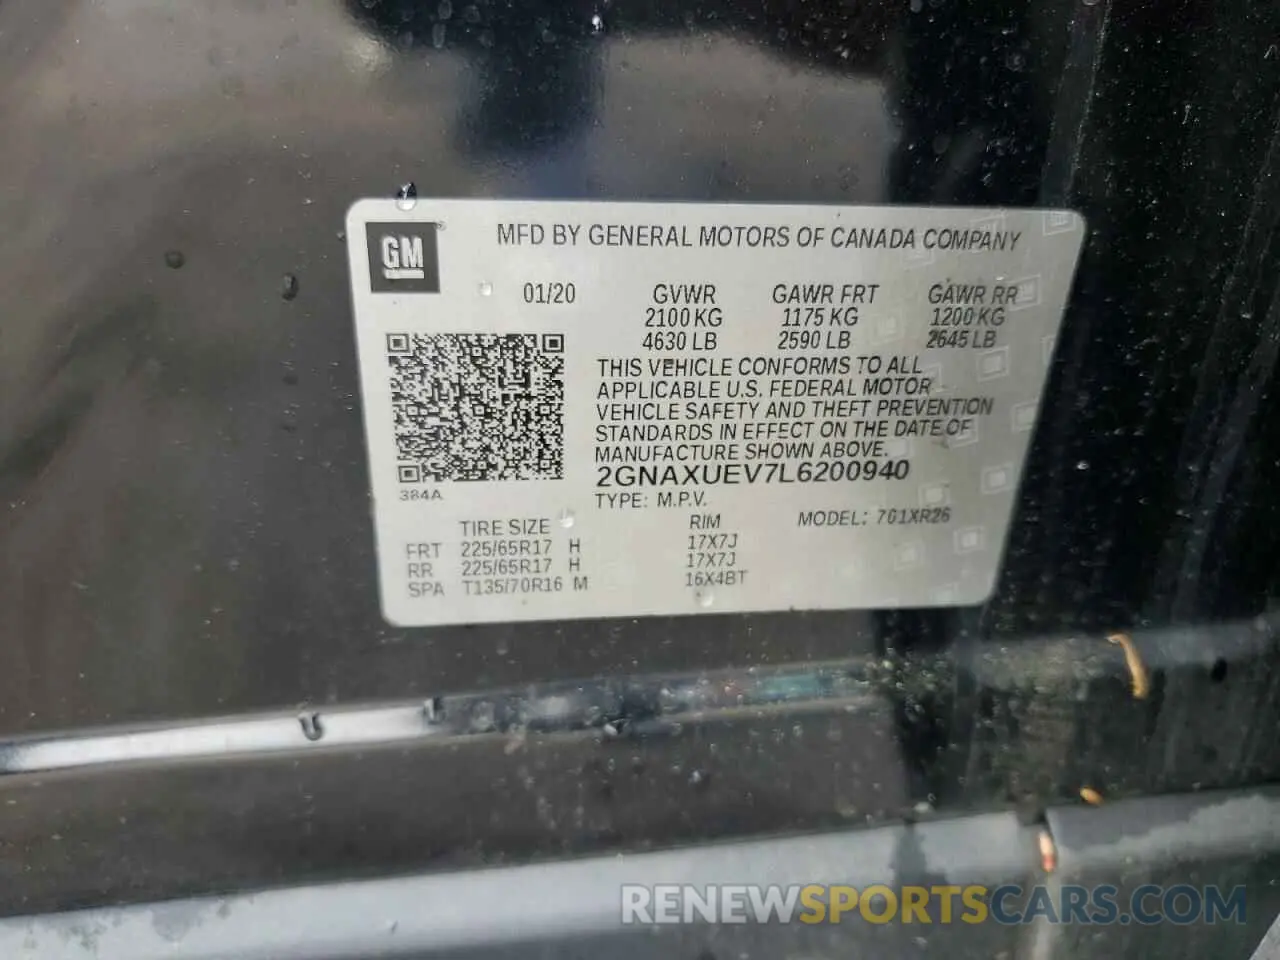 GM
MFD BY GENERAL MOTORS OF CANADA COMPANY
01/20 GVWR GAWR FRT GAWR RR
2100 KG 1175 KG 1200 KG
4630 LB 2590 LB 2645 LB
THIS VEHICLE CONFORMS TO ALL
APPLICABLE U.S. FEDERAL MOTOR
VEHICLE SAFETY AND THEFT PREVENTION
STANDARDS IN EFFECT ON THE DATE OF
MANUFACTURE SHOWN ABOVE.
2GNAXUEV7L6200940
384A
TYPE: M.P.V.
TIRE SIZE RIM MODEL: 7G1XR26
FRT 225/65R17 H 17X7J
RR 225/65R17 H 17X7J
SPA T135/70R16 M 16X4BT
RENEWSPORTSCARS.COM